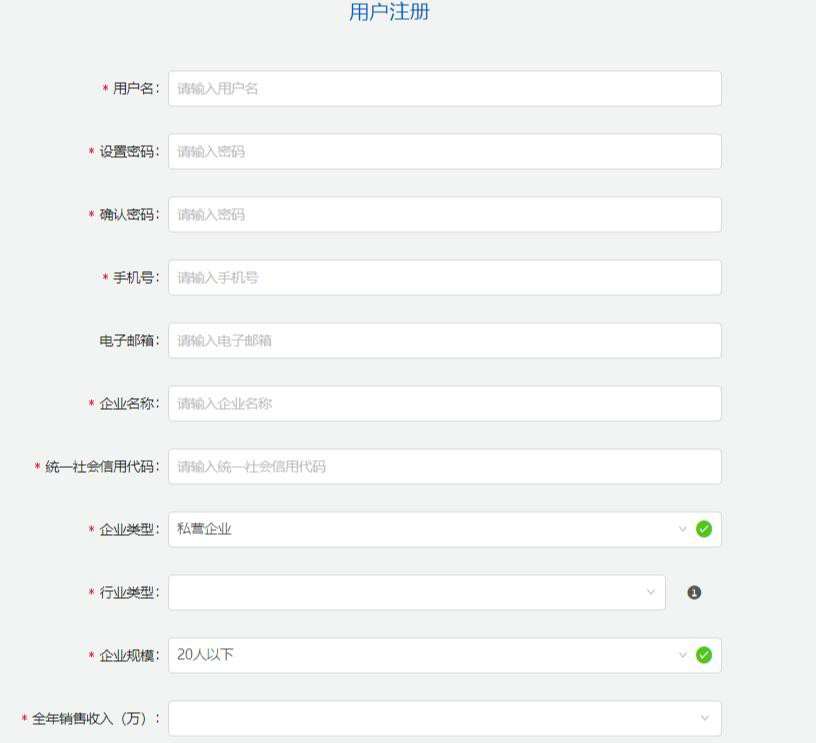 用户注册
* 用户名： 请输入用户名
* 设置密码： 请输入密码
* 确认密码： 请输入密码
* 手机号： 请输入手机号
电子邮箱： 请输入电子邮箱
* 企业名称： 请输入企业名称
* 统一社会信用代码： 请输入统一社会信用代码
* 企业类型： 私营企业
* 行业类型： 1
* 企业规模： 20人以下
* 全年销售收入（万）：